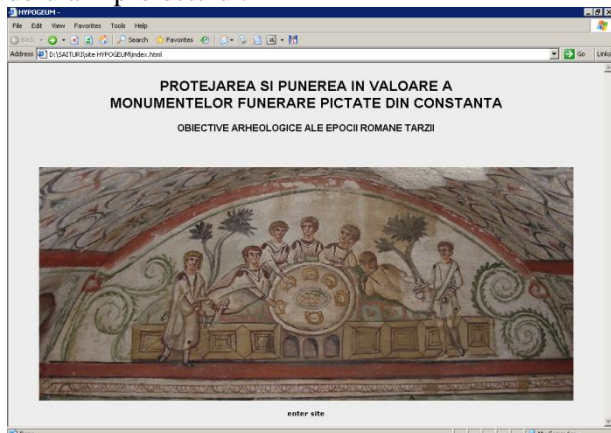 HYPOGEUM -
File Edit View Favorites Tools Help
Back Search Favorites
Address D:\SAITURI\site HYPOGEUM\index.html Go Links
PROTEJAREA SI PUNEREA IN VALOARE A
MONUMENTELOR FUNERARE PICTATE DIN CONSTANTA
OBIECTIVE ARHEOLOGICE ALE EPOCII ROMANE TARZII
enter site